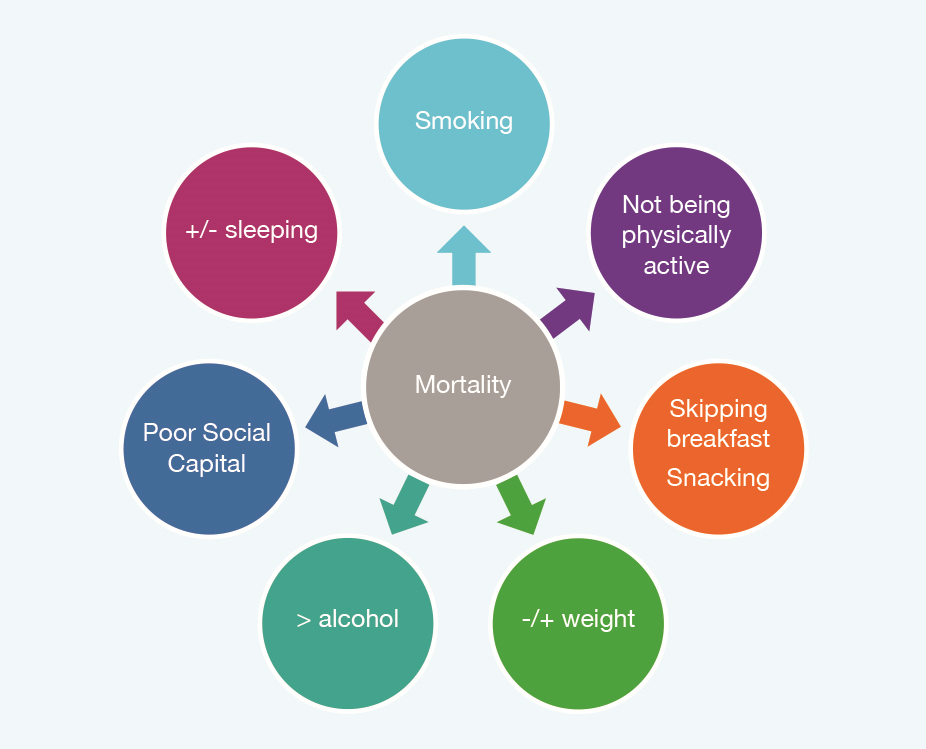 Smoking
Not being
physically
active
Skipping
breakfast
Snacking
-/+ weight
> alcohol
Poor Social
Capital
+/- sleeping
Mortality